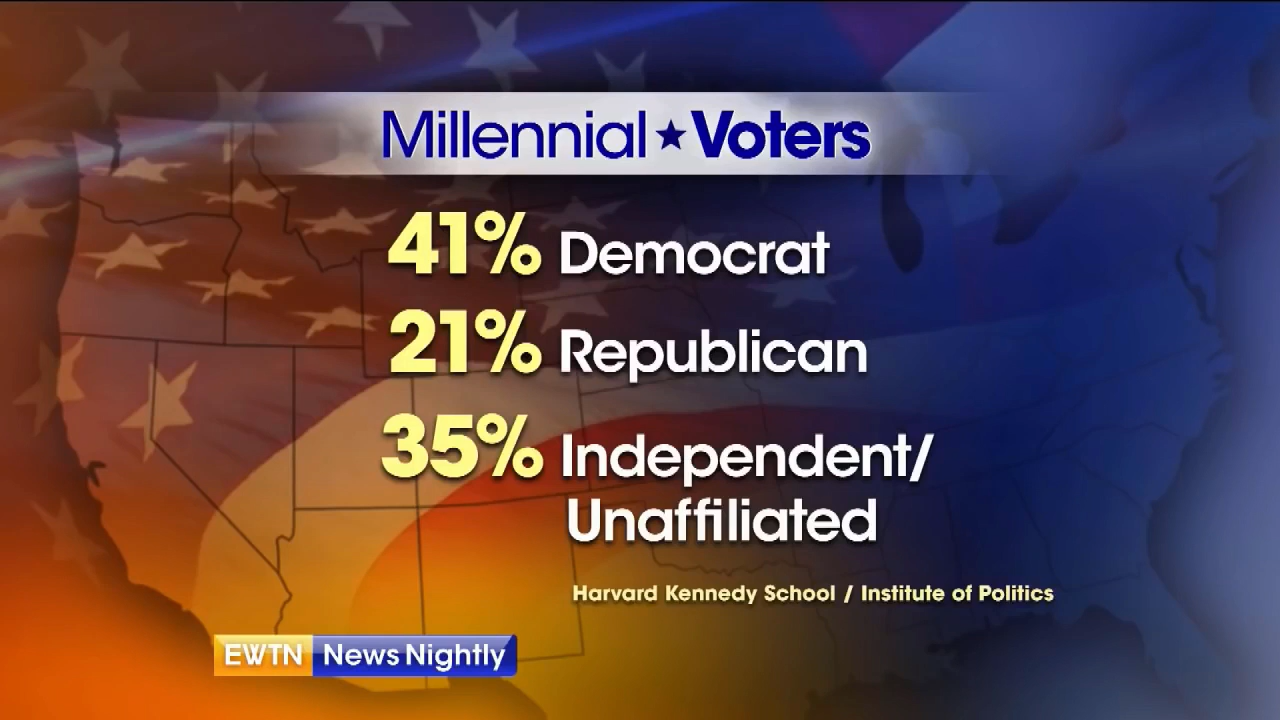 Millennial★Voters
41% Democrat
21% Republican
35% Independent/
Unaffiliated
Harvard Kennedy School / Institute of Politics
EWTN News Nightly